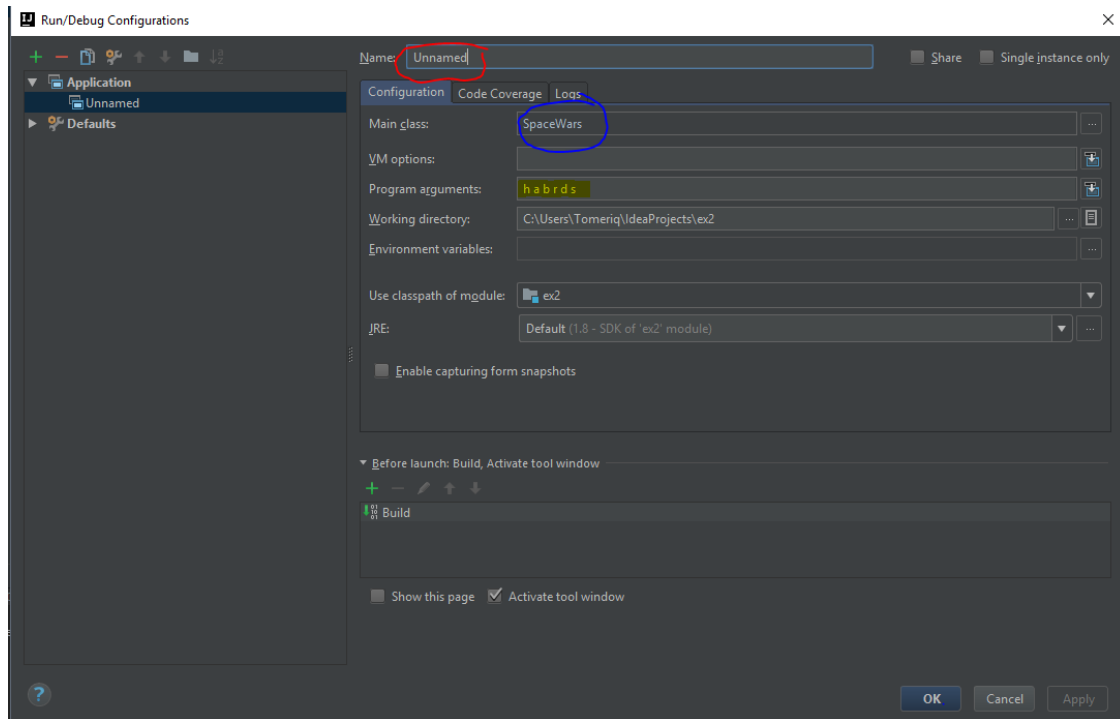 Run/Debug Configurations
Name: Unnamed Share Single instance only
Application
Unnamed
Defaults
Configuration Code Coverage Logs
Main class: SpaceWars ...
VM options:
Program arguments: h a b r d s
Working directory: C:\Users\Tomeriq\IdeaProjects\ex2 ...
Environment variables: ...
Use classpath of module: ex2
JRE: Default (1.8 - SDK of 'ex2' module) ...
Enable capturing form snapshots
Before launch: Build, Activate tool window
Build
Show this page Activate tool window
? OK Cancel Apply